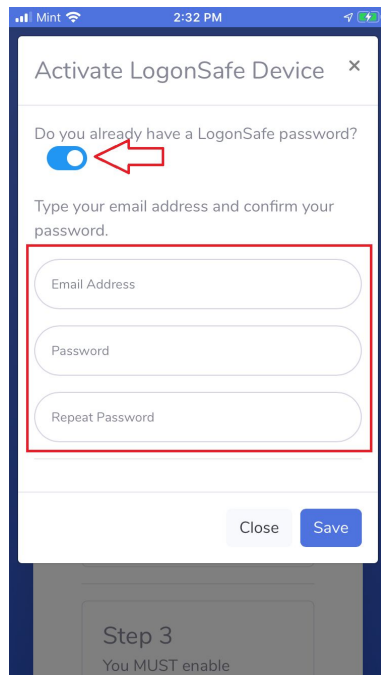 Mint 2:32 PM
Activate LogonSafe Device ×
Do you already have a LogonSafe password?
Type your email address and confirm your
password.
Email Address
Password
Repeat Password
Close Save
Step 3
You MUST enable